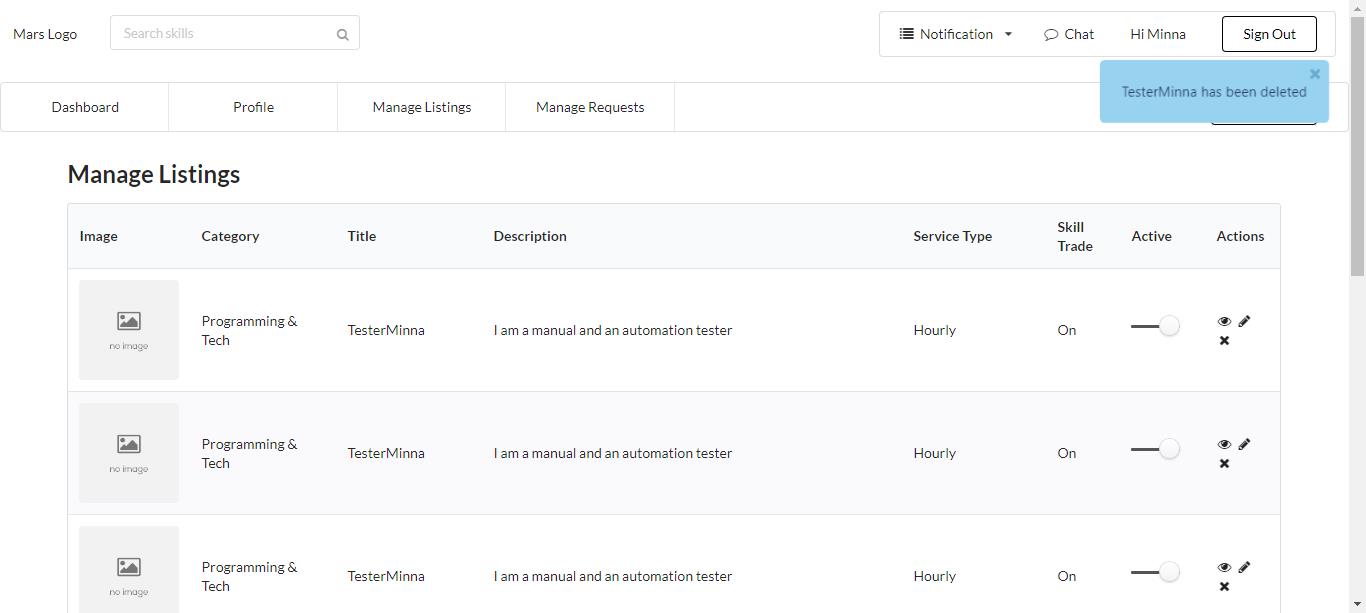 Mars Logo
Search skills
Notification
Chat
Hi Minna
Sign Out
TesterMinna has been deleted
Dashboard
Profile
Manage Listings
Manage Requests
Manage Listings
Image
Category
Title
Description
Service Type
Skill
Trade
Active
Actions
no image
Programming &
Tech
TesterMinna
I am a manual and an automation tester
Hourly
On
no image
Programming &
Tech
TesterMinna
I am a manual and an automation tester
Hourly
On
no image
Programming &
Tech
TesterMinna
I am a manual and an automation tester
Hourly
On